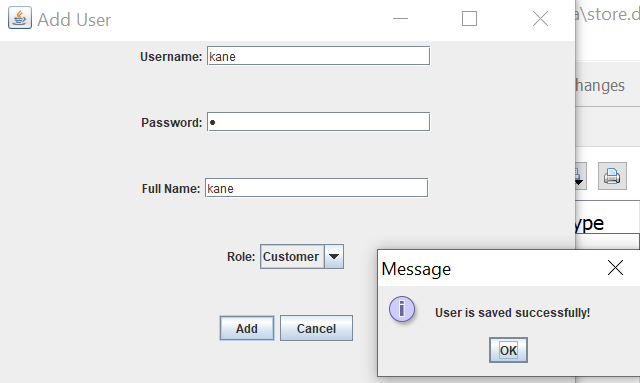 Add User
a\store.d
Username: kane
hanges
Password: •
Full Name: kane
ype
Role: Customer
Message
User is saved successfully!
Add Cancel
OK